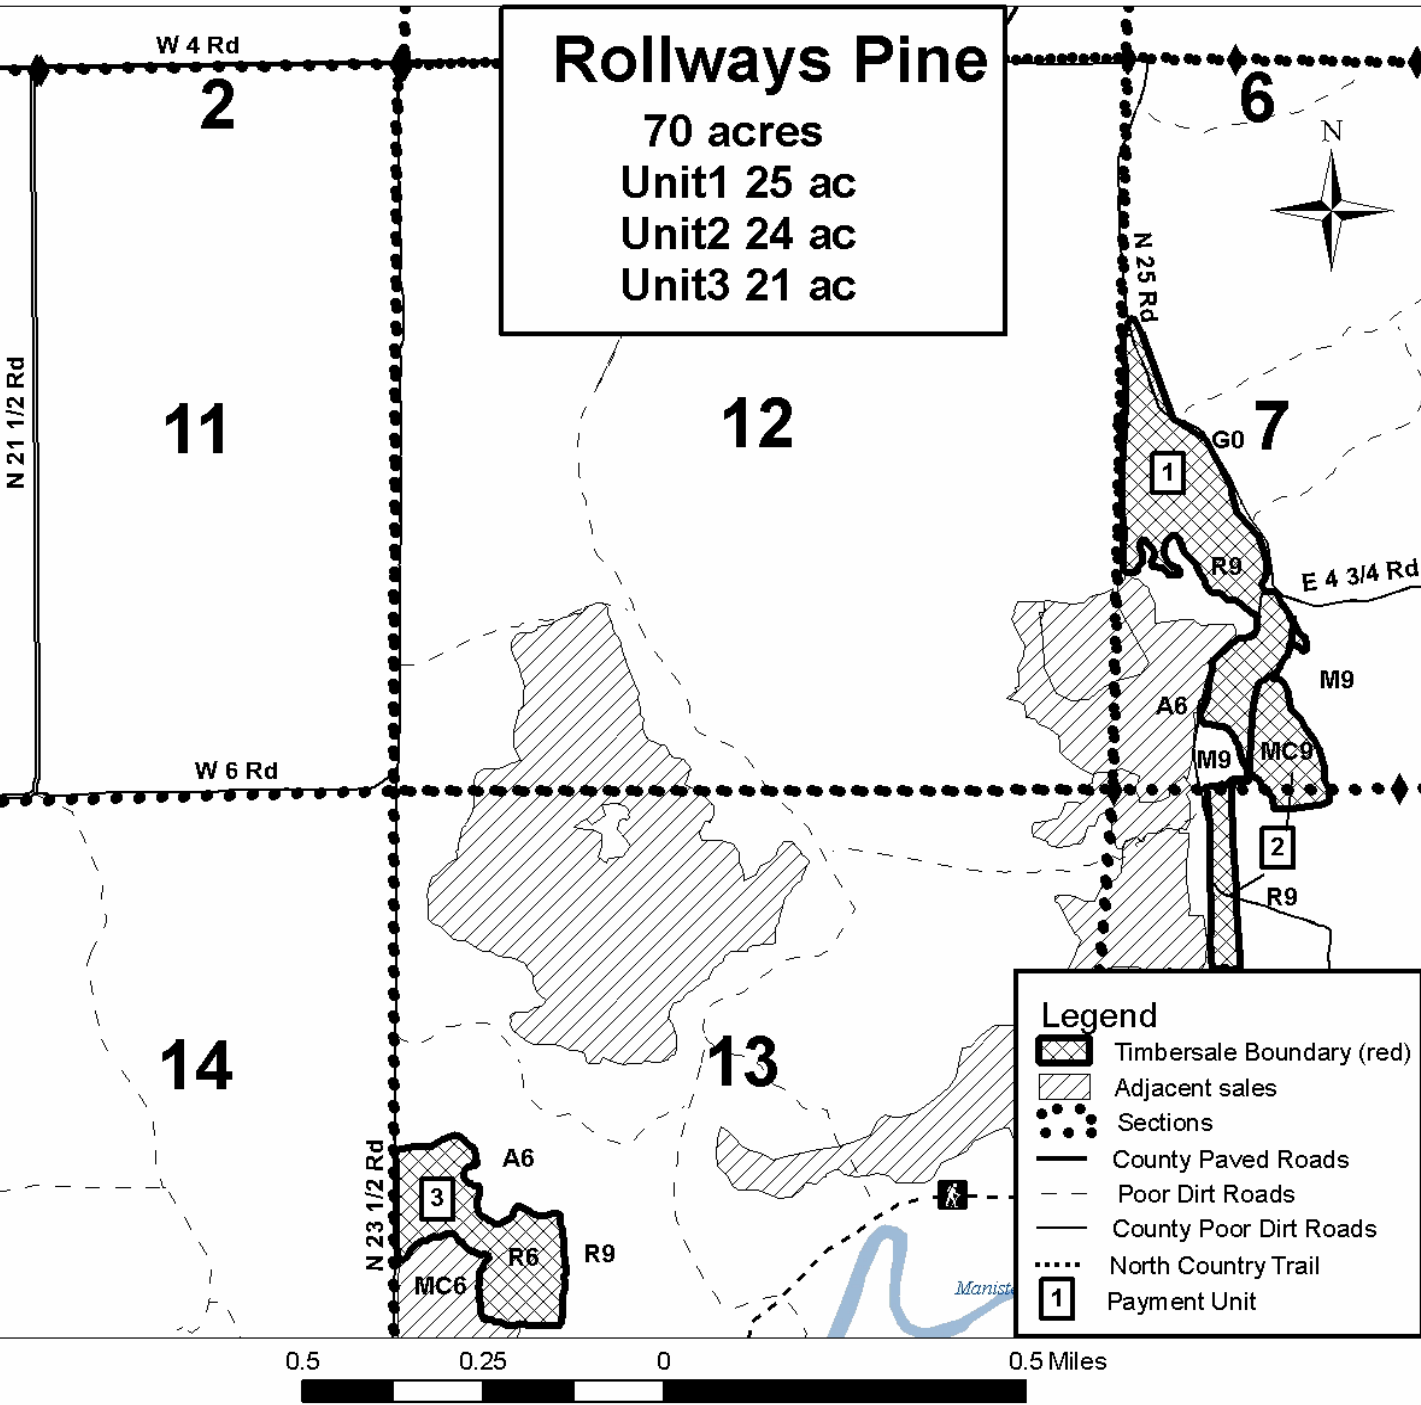 W 4 Rd
Rollways Pine
70 acres
Unit1 25 ac
Unit2 24 ac
Unit3 21 ac
2
6
N
N 25 Rd
N 21 1/2 Rd
11
12
7
G0
1
R9
E 4 3/4 Rd
M9
A6
M9
MC9
W 6 Rd
2
R9
14
13
N 23 1/2 Rd
A6
3
R6
R9
MC6
Legend
Timbersale Boundary (red)
Adjacent sales
Sections
County Paved Roads
Poor Dirt Roads
County Poor Dirt Roads
North Country Trail
1
Payment Unit
0.5
0.25
0
0.5 Miles